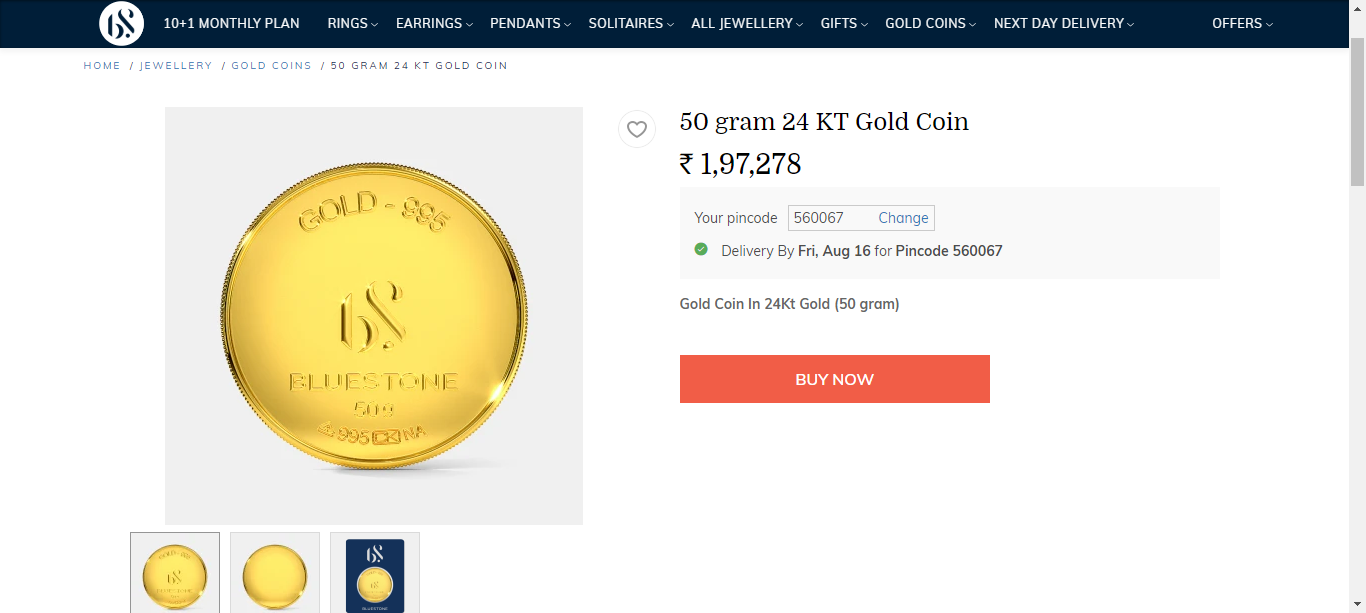 10+1 MONTHLY PLAN RINGS EARRINGS PENDANTS SOLITAIRES ALL JEWELLERY GIFTS GOLD COINS NEXT DAY DELIVERY OFFERS
HOME / JEWELLERY / GOLD COINS / 50 GRAM 24 KT GOLD COIN
50 gram 24 KT Gold Coin
₹ 1,97,278
Your pincode 560067 Change
Delivery By Fri, Aug 16 for Pincode 560067
Gold Coin In 24Kt Gold (50 gram)
BUY NOW
GOLD - 995
BLUESTONE
50g
995 CK NA
BLUESTONE